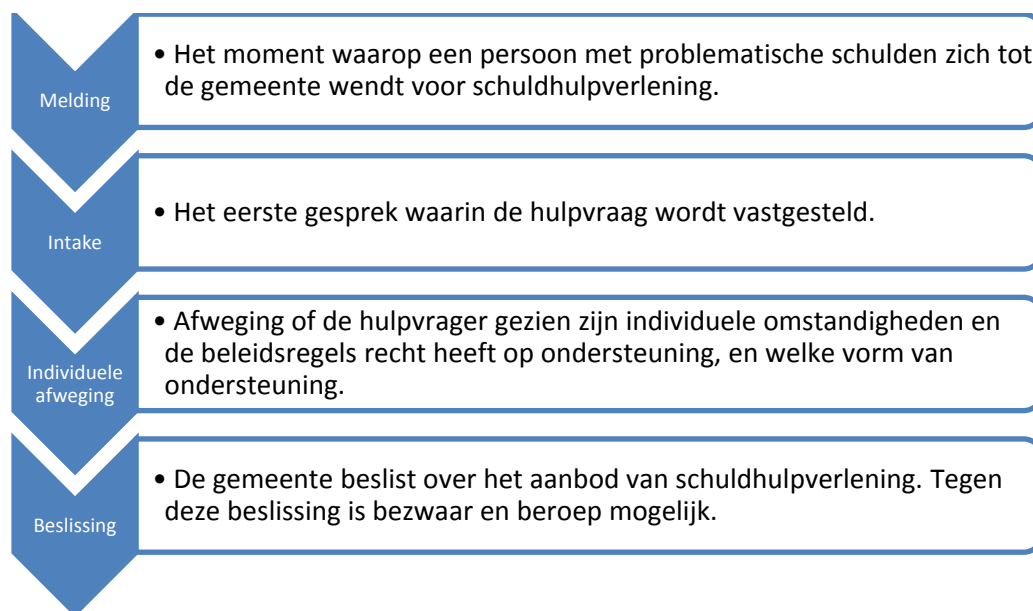 Melding
• Het moment waarop een persoon met problematische schulden zich tot
de gemeente wendt voor schuldhulpverlening.
Intake
• Het eerste gesprek waarin de hulpvraag wordt vastgesteld.
Individuele
afweging
• Afweging of de hulpvrager gezien zijn individuele omstandigheden en
de beleidsregels recht heeft op ondersteuning, en welke vorm van
ondersteuning.
Beslissing
• De gemeente beslist over het aanbod van schuldhulpverlening. Tegen
deze beslissing is bezwaar en beroep mogelijk.